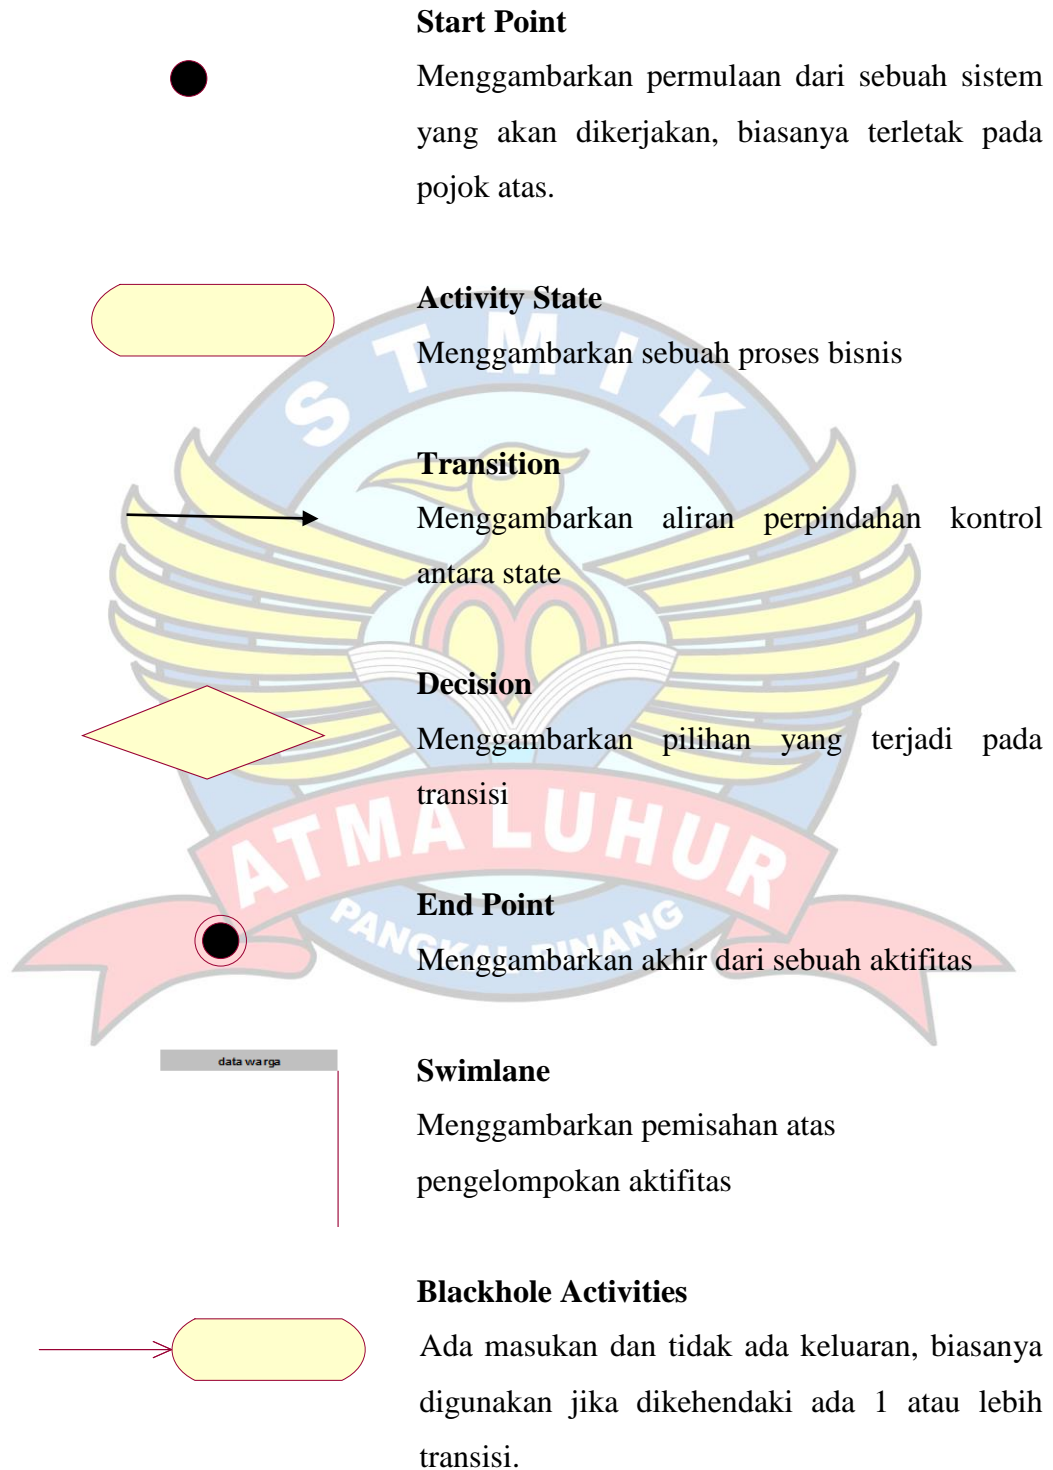 Start Point
Menggambarkan permulaan dari sebuah sistem
yang akan dikerjakan, biasanya terletak pada
pojok atas.
Activity State
Menggambarkan sebuah proses bisnis
Transition
Menggambarkan aliran perpindahan kontrol
antara state
Decision
Menggambarkan pilihan yang terjadi pada
transisi
End Point
Menggambarkan akhir dari sebuah aktifitas
data warga
Swimlane
Menggambarkan pemisahan atas
pengelompokan aktifitas
Blackhole Activities
Ada masukan dan tidak ada keluaran, biasanya
digunakan jika dikehendaki ada 1 atau lebih
transisi.
STMIK
ATMA LUHUR
PANGKAL PINANG